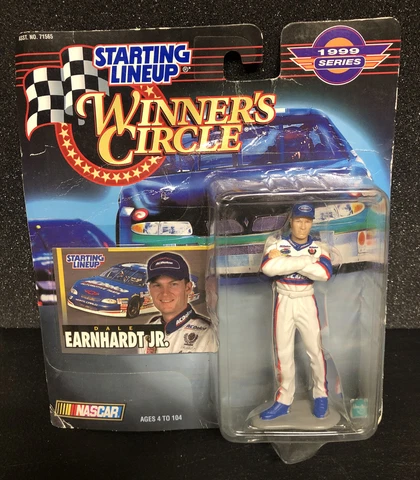 ASST. NO. 71565
STARTING
LINEUP®
1999
SERIES
WINNER'S
CIRCLE
STARTING
LINEUP
DALE
EARNHARDT JR.
NASCAR
AGES 4 TO 104